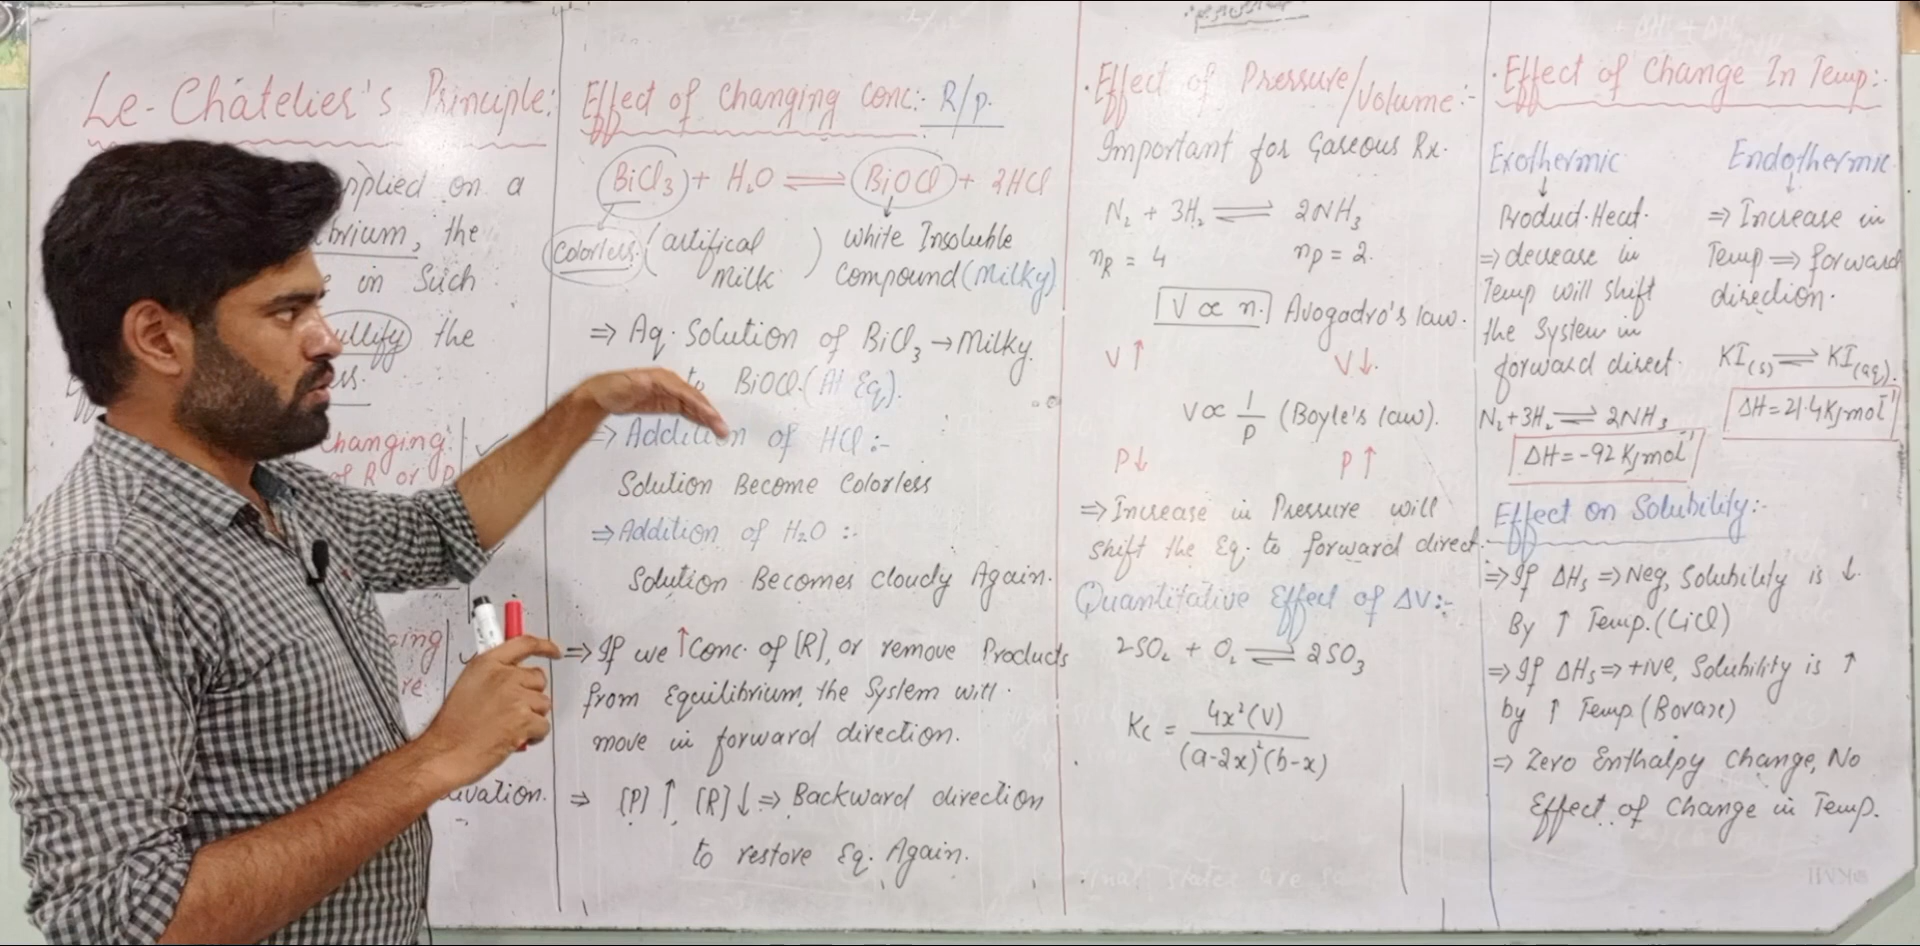 Le-Chatelier's Principle:
applied on a
the
in Such
nullify the
changing
of R or P
Effect of changing conc:- R/P.
BiCl₃ + H₂O ⇌ BiOCl + 2HCl
Colorless (artifical milk) white Insoluble
compound (Milky)
⇒ Aq. Solution of BiCl₃ → Milky.
to BiOCl. (At Eq).
⇒ Addition of HCl:-
Solution Become Colorless
⇒ Addition of H₂O :-
Solution Becomes cloudy Again.
⇒ If we ↑ Conc. of [R], or remove Products
from Equilibrium, the System will
move in forward direction.
⇒ [P] ↑ [R] ↓ ⇒ Backward direction
to restore Eq. Again.
. Effect of Pressure/Volume:-
Important for Gaseous Rx.
N₂ + 3H₂ ⇌ 2NH₃
nR = 4 nP = 2.
V ∝ n. Avogadro's law.
V↑ V↓.
V ∝ 1/P (Boyle's law).
P↓ P↑
⇒ Increase in Pressure will
shift the Eq. to forward direct.
Quantitative Effect of ΔV:-
2SO₂ + O₂ ⇌ 2SO₃
Kc = 4x²(V) / (a-2x)²(b-x)
. Effect of Change In Temp:-
Exothermic
↓
Product. Heat.
⇒ decrease in
Temp will shift
the System in
forward direct.
N₂ + 3H₂ ⇌ 2NH₃
ΔH = -92 KJmol⁻¹
Endothermic
↓
⇒ Increase in
Temp ⇒ forward
direction.
KI(s) ⇌ KI(aq).
ΔH = 21.4 KJmol⁻¹
Effect on Solubility:-
⇒ If ΔHs ⇒ Neg, Solubility is ↓.
By ↑ Temp. (LiCl)
⇒ If ΔHs ⇒ +ive, Solubility is ↑
by ↑ Temp (Borax)
⇒ Zero Enthalpy change, No
Effect of Change in Temp.